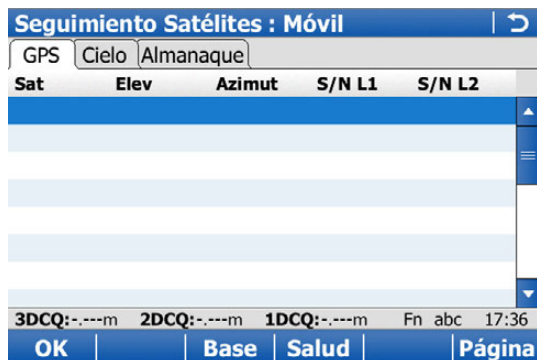 Seguimiento Satélites : Móvil
GPS Cielo Almanaque
Sat Elev Azimut S/N L1 S/N L2
3DCQ:-.---m 2DCQ:-.---m 1DCQ:-.---m Fn abc 17:36
OK Base Salud Página